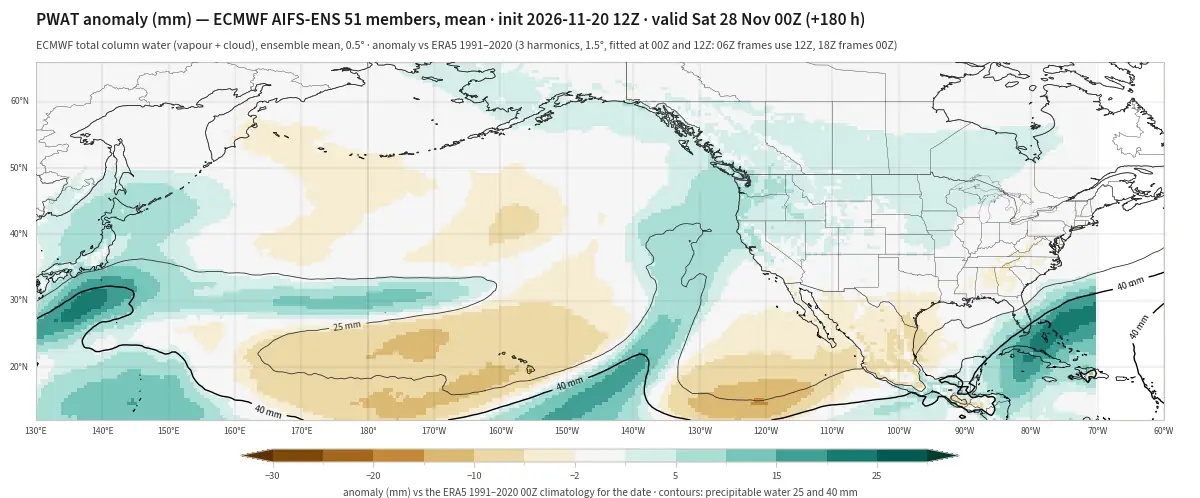 PWAT anomaly (mm) — ECMWF AIFS-ENS 51 members, mean · init 2026-11-20 12Z · valid Sat 28 Nov 00Z (+180 h)
ECMWF total column water (vapour + cloud), ensemble mean, 0.5° · anomaly vs ERA5 1991–2020 (3 harmonics, 1.5°, fitted at 00Z and 12Z: 06Z frames use 12Z, 18Z frames 00Z)
60°N
50°N
40°N
30°N
20°N
40 mm
40 mm
25 mm
40 mm
40 mm
130°E 140°E 150°E 160°E 170°E 180° 170°W 160°W 150°W 140°W 130°W 120°W 110°W 100°W 90°W 80°W 70°W 60°W
−30 −20 −10 −2 5 15 25
anomaly (mm) vs the ERA5 1991–2020 00Z climatology for the date · contours: precipitable water 25 and 40 mm